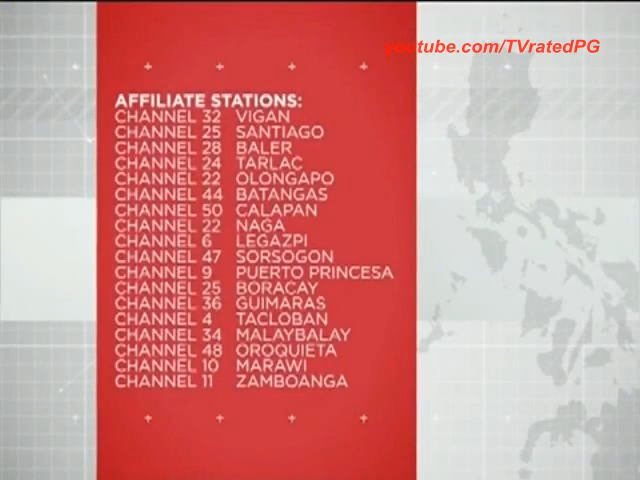 youtube.com/TVratedPG
AFFILIATE STATIONS:
CHANNEL 32 VIGAN
CHANNEL 25 SANTIAGO
CHANNEL 28 BALER
CHANNEL 24 TARLAC
CHANNEL 22 OLONGAPO
CHANNEL 44 BATANGAS
CHANNEL 50 CALAPAN
CHANNEL 22 NAGA
CHANNEL 6 LEGAZPI
CHANNEL 47 SORSOGON
CHANNEL 9 PUERTO PRINCESA
CHANNEL 25 BORACAY
CHANNEL 36 GUIMARAS
CHANNEL 4 TACLOBAN
CHANNEL 34 MALAYBALAY
CHANNEL 48 OROQUIETA
CHANNEL 10 MARAWI
CHANNEL 11 ZAMBOANGA